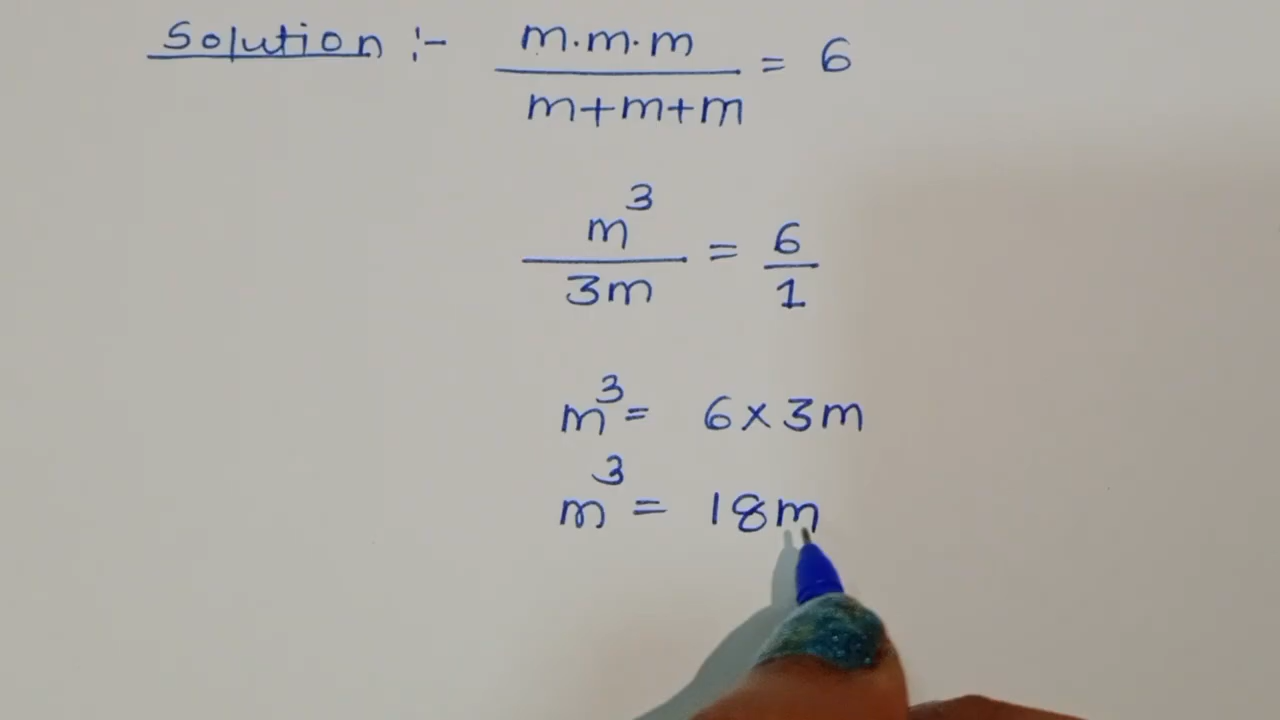 Solution :- m·m·m / m+m+m = 6
m³ / 3m = 6 / 1
m³ = 6×3m
m³ = 18m